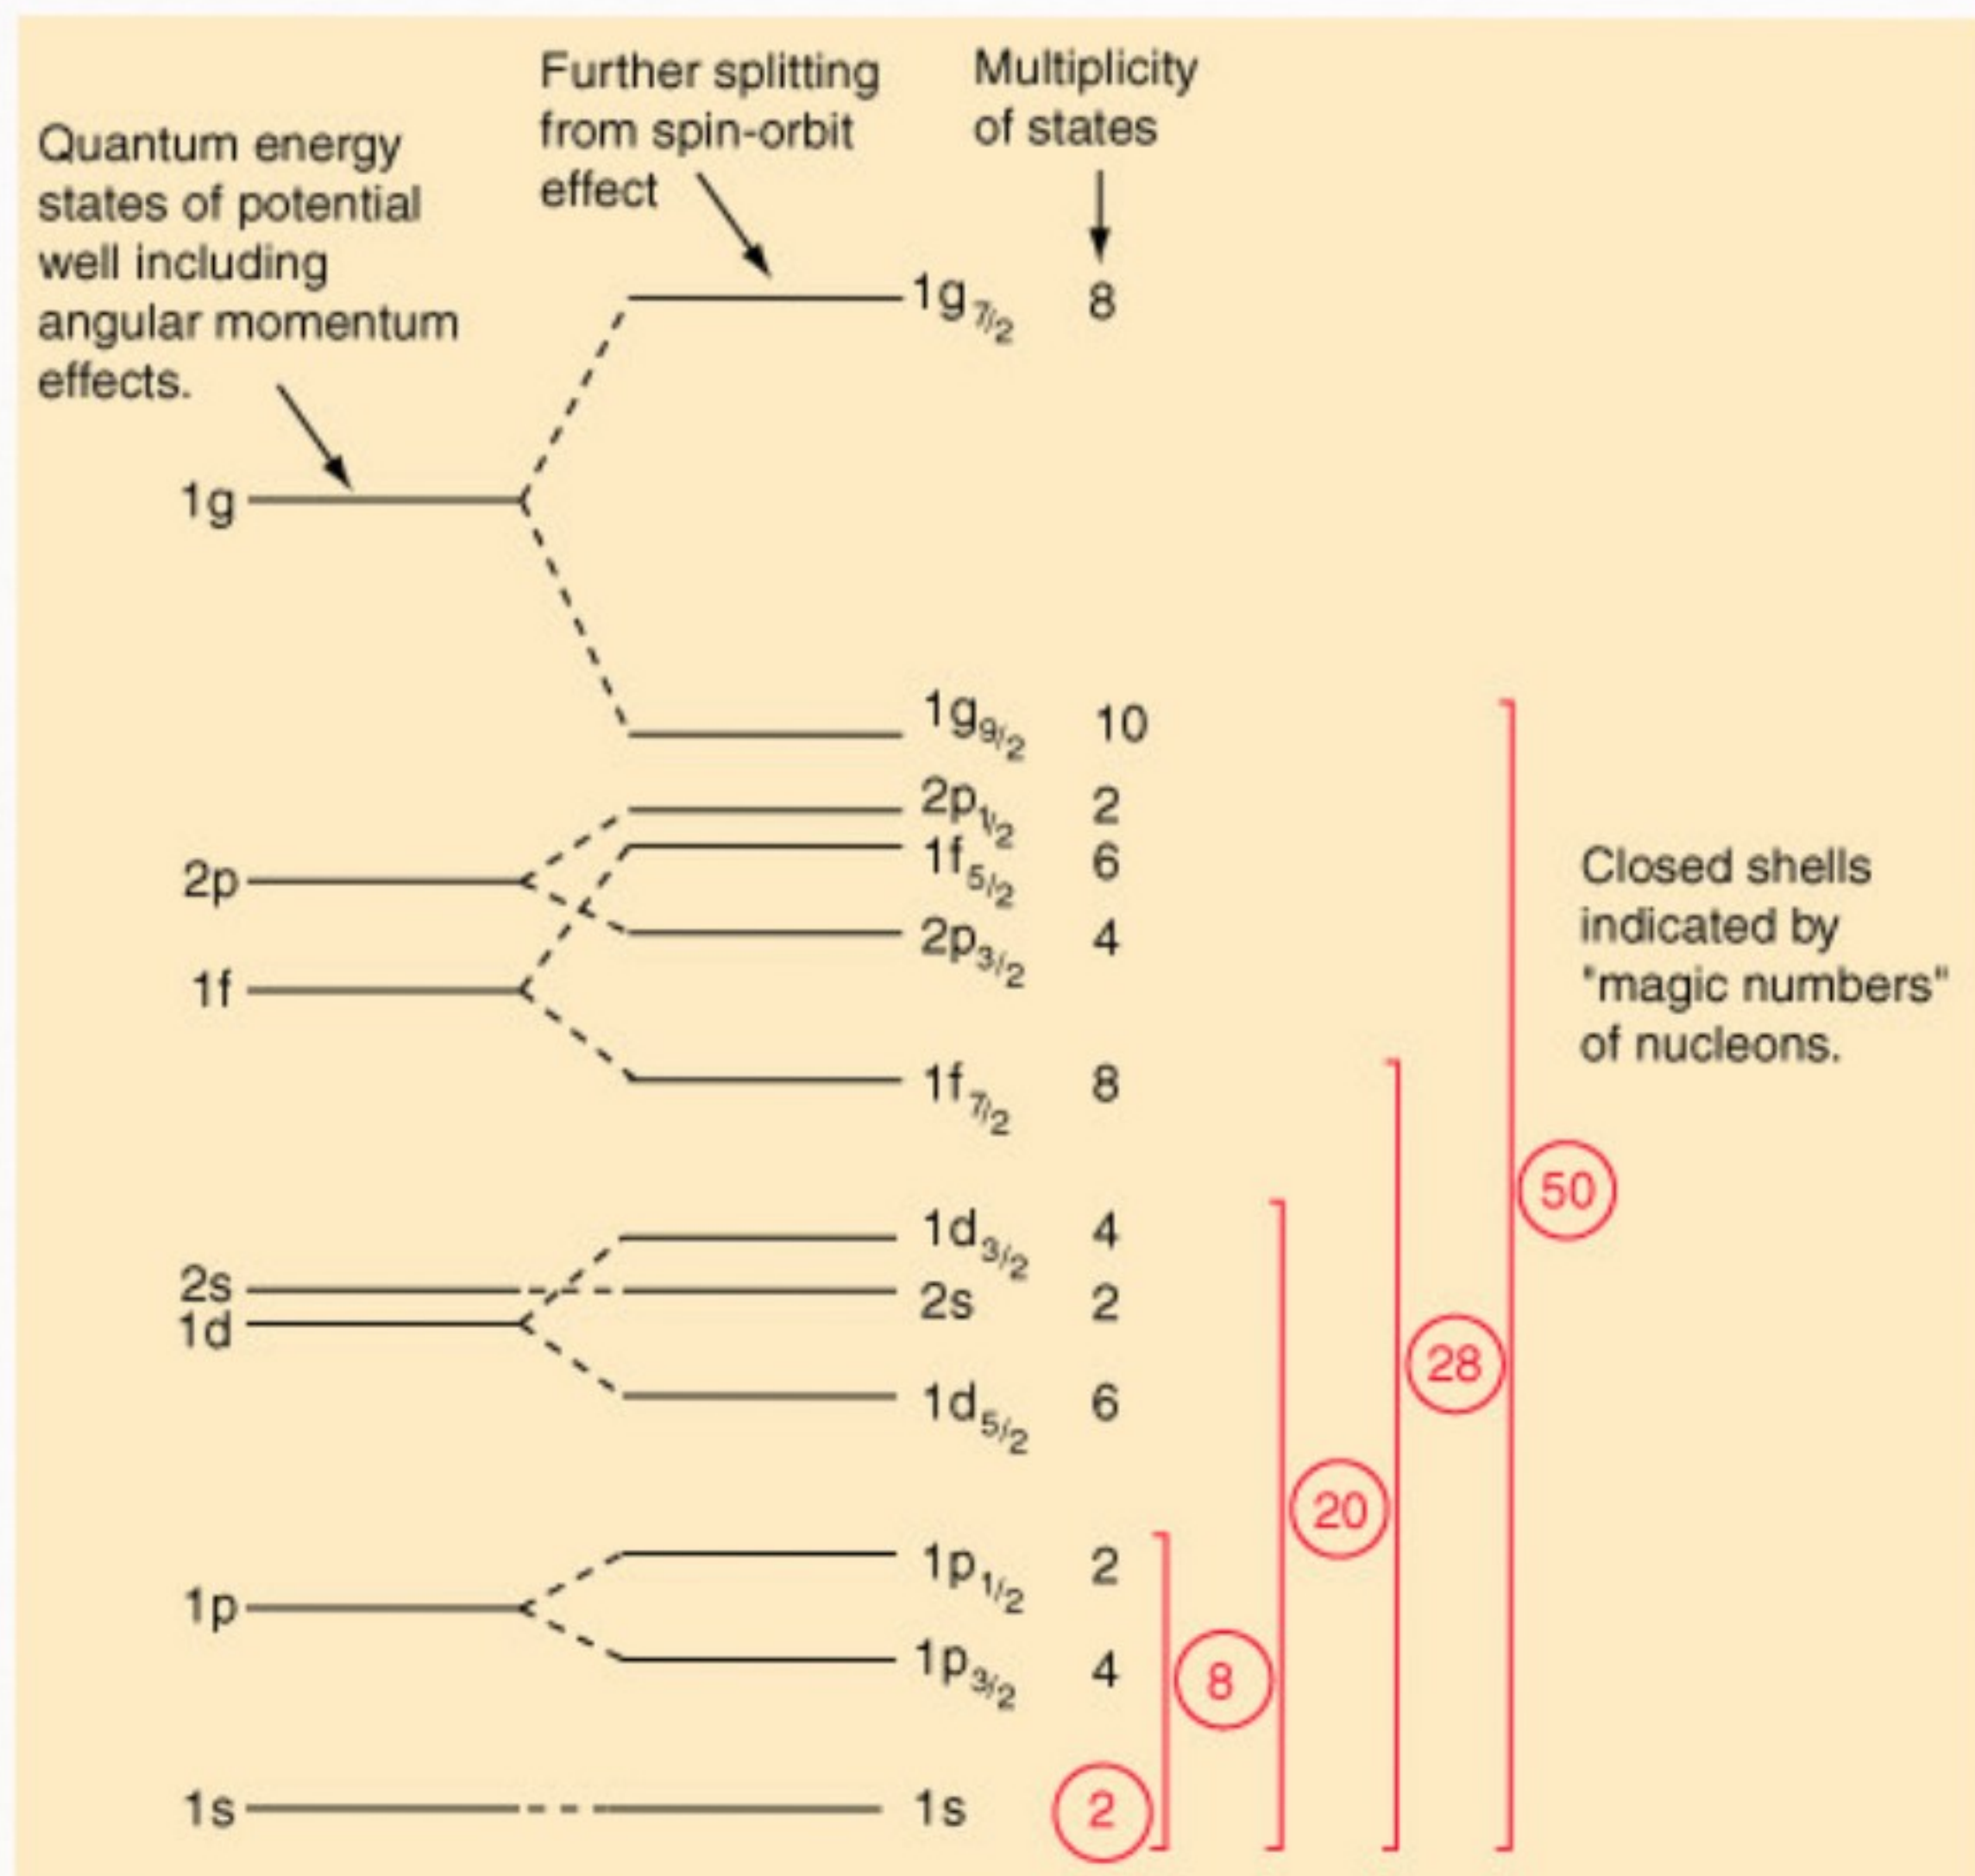 Quantum energy
states of potential
well including
angular momentum
effects.
Further splitting
from spin-orbit
effect
Multiplicity
of states
1g7/2 8
1g
1g9/2 10
2p1/2 2
2p
1f5/2 6
2p3/2 4
1f
1f7/2 8
Closed shells
indicated by
"magic numbers"
of nucleons.
50
1d3/2 4
2s
2s 2
1d
28
1d5/2 6
20
1p1/2 2
1p
1p3/2 4
8
1s
1s
2